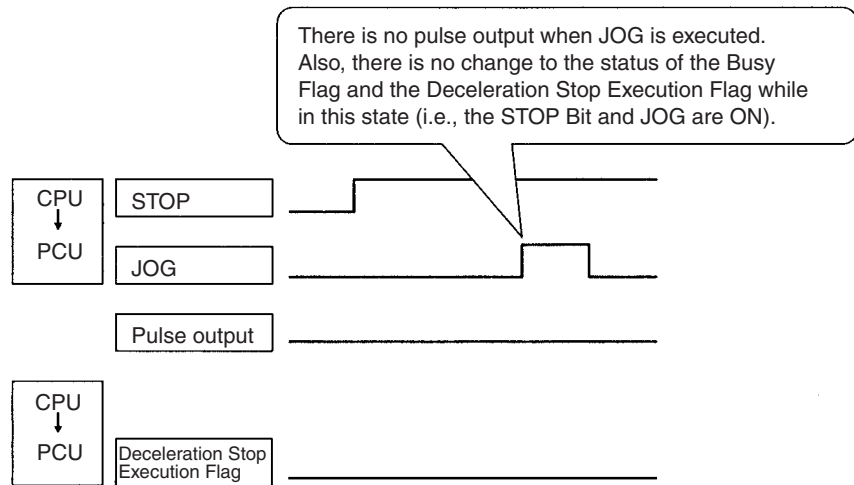 There is no pulse output when JOG is executed.
Also, there is no change to the status of the Busy
Flag and the Deceleration Stop Execution Flag while
in this state (i.e., the STOP Bit and JOG are ON).
CPU
↓
PCU
STOP
JOG
Pulse output
CPU
↓
PCU
Deceleration Stop
Execution Flag